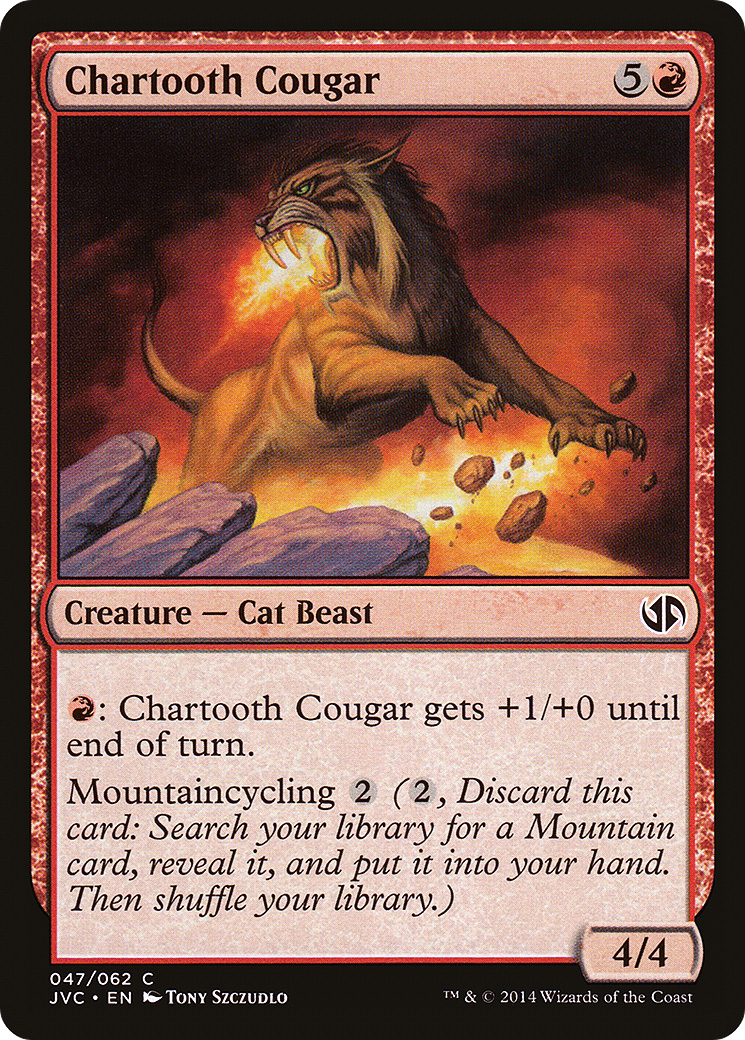 Chartooth Cougar 5
Creature — Cat Beast
: Chartooth Cougar gets +1/+0 until
end of turn.
Mountaincycling 2 (2, Discard this
card: Search your library for a Mountain
card, reveal it, and put it into your hand.
Then shuffle your library.)
4/4
047/062 C
JVC • EN Tony Szczudlo
™ & © 2014 Wizards of the Coast